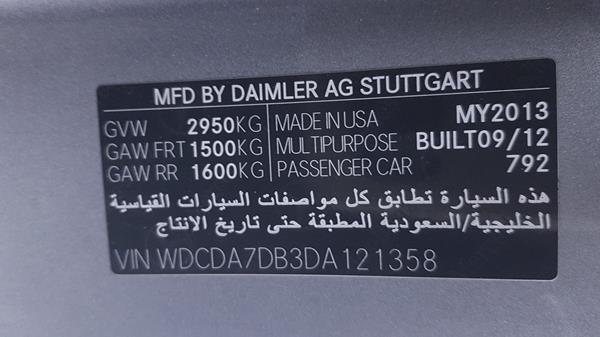 MFD BY DAIMLER AG STUTTGART
GVW 2950KG MADE IN USA MY2013
GAW FRT 1500KG MULTIPURPOSE BUILT09/12
GAW RR 1600KG PASSENGER CAR 792
هذه السيارة تطابق كل مواصفات السيارات القياسية
الخليجية/السعودية المطبقة حتى تاريخ الانتاج
VIN WDCDA7DB3DA121358